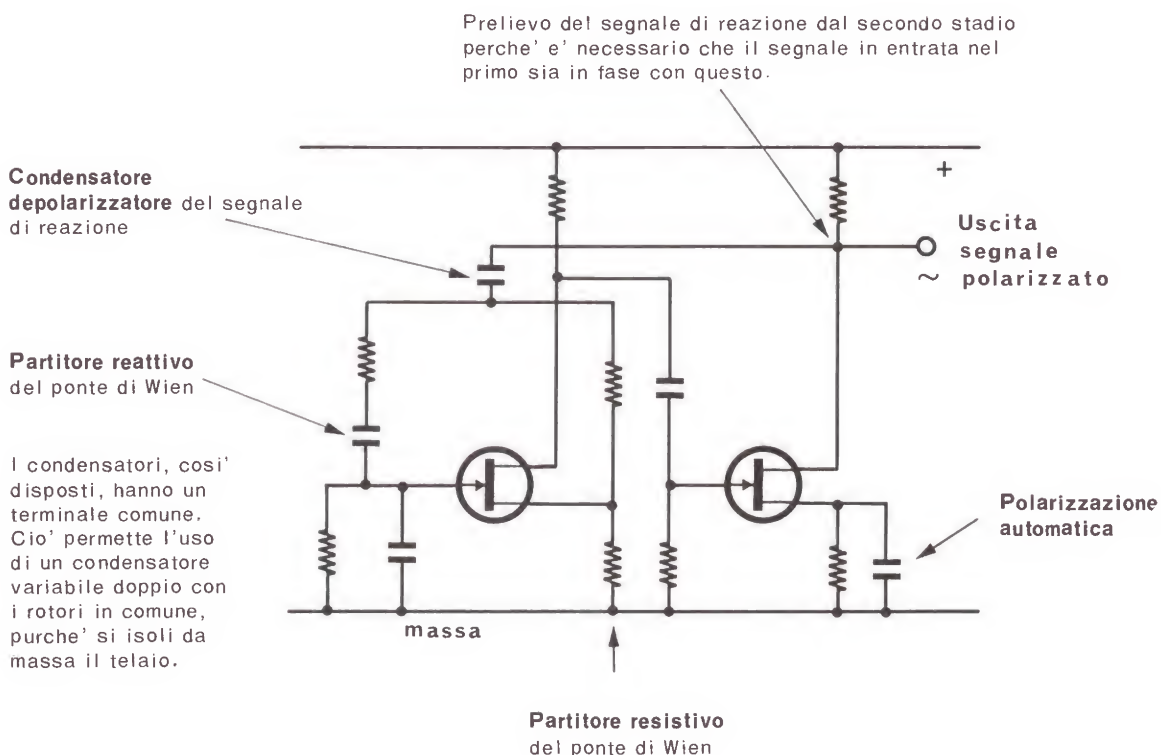 Prelievo del segnale di reazione dal secondo stadio
perche' e' necessario che il segnale in entrata nel
primo sia in fase con questo.
Condensatore
depolarizzatore del segnale
di reazione
+
Uscita
segnale
~ polarizzato
Partitore reattivo
del ponte di Wien
I condensatori, cosi'
disposti, hanno un
terminale comune.
Cio' permette l'uso
di un condensatore
variabile doppio con
i rotori in comune,
purche' si isoli da
massa il telaio.
Polarizzazione
automatica
massa
Partitore resistivo
del ponte di Wien